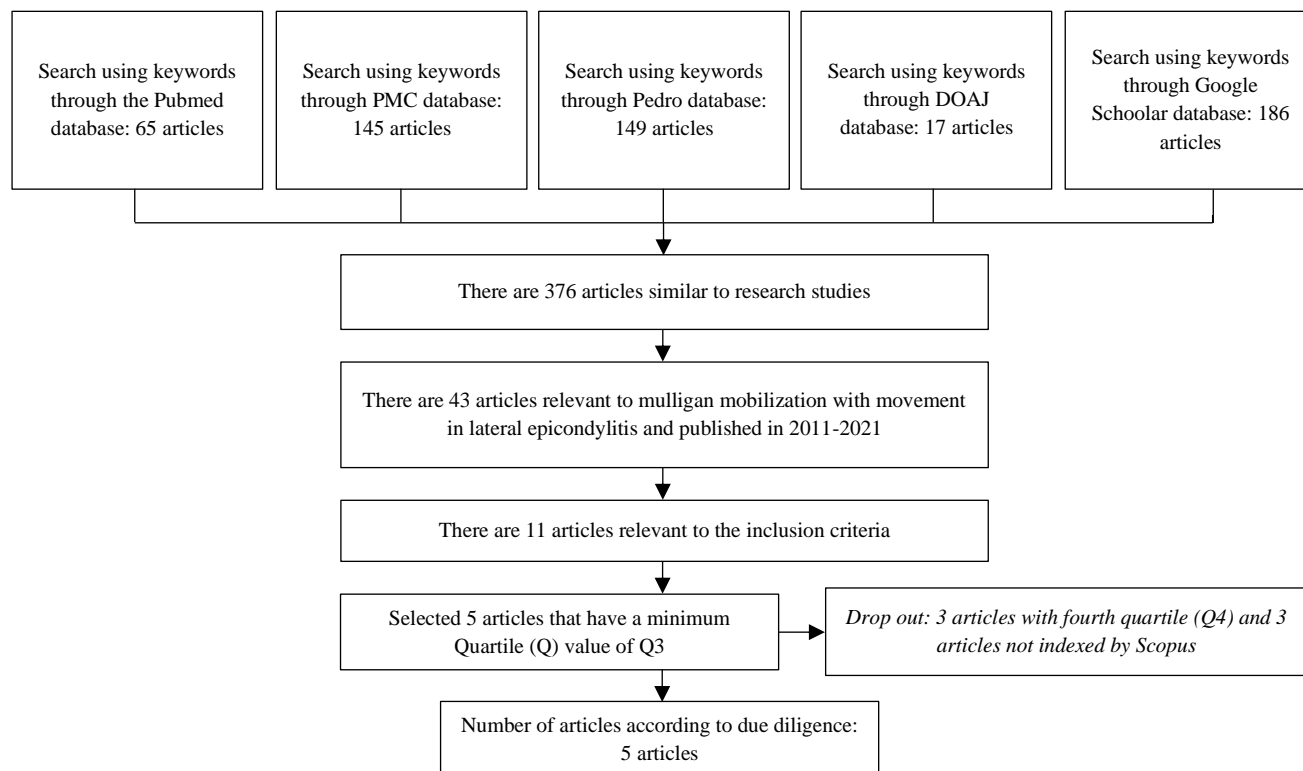 Search using keywords
through the Pubmed
database: 65 articles
Search using keywords
through PMC database:
145 articles
Search using keywords
through Pedro database:
149 articles
Search using keywords
through DOAJ
database: 17 articles
Search using keywords
through Google
Schoolar database: 186
articles
There are 376 articles similar to research studies
There are 43 articles relevant to mulligan mobilization with movement
in lateral epicondylitis and published in 2011-2021
There are 11 articles relevant to the inclusion criteria
Selected 5 articles that have a minimum
Quartile (Q) value of Q3
Drop out: 3 articles with fourth quartile (Q4) and 3
articles not indexed by Scopus
Number of articles according to due diligence:
5 articles